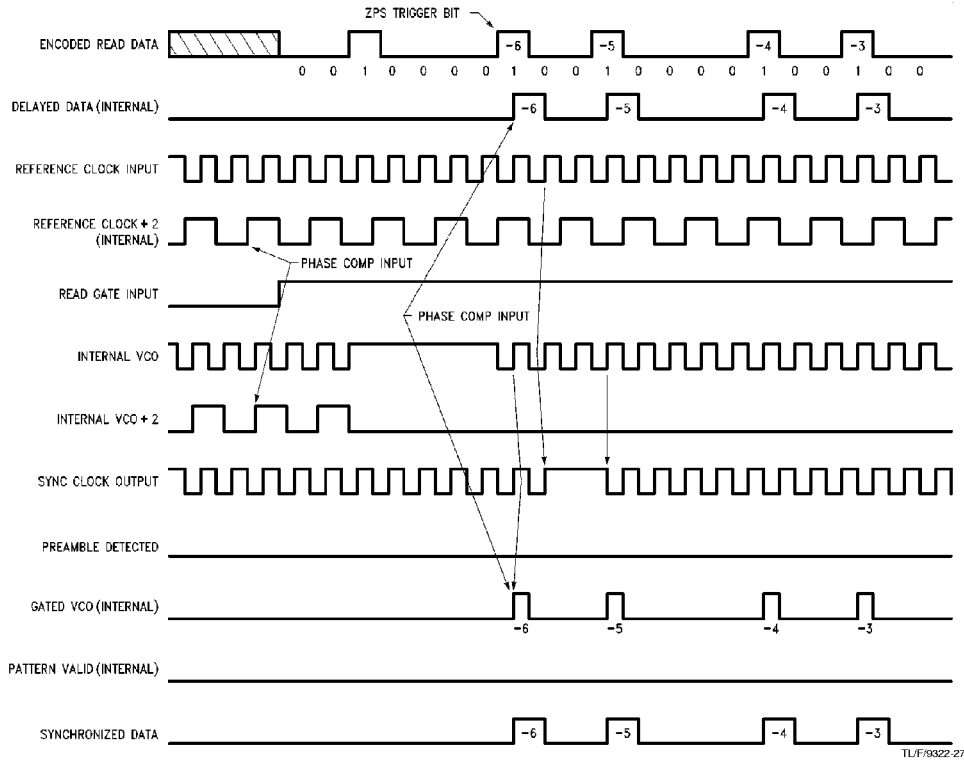 ZPS TRIGGER BIT
ENCODED READ DATA
-6 -5 -4 -3
0 0 1 0 0 0 0 1 0 0 1 0 0 0 0 1 0 0 1 0 0
DELAYED DATA (INTERNAL)
-6 -5 -4 -3
REFERENCE CLOCK INPUT
REFERENCE CLOCK+2
(INTERNAL)
PHASE COMP INPUT
READ GATE INPUT
PHASE COMP INPUT
INTERNAL VCO
INTERNAL VCO+2
SYNC CLOCK OUTPUT
PREAMBLE DETECTED
GATED VCO (INTERNAL)
-6 -5 -4 -3
PATTERN VALID (INTERNAL)
SYNCHRONIZED DATA
-6 -5 -4 -3
TL/F/9322-27